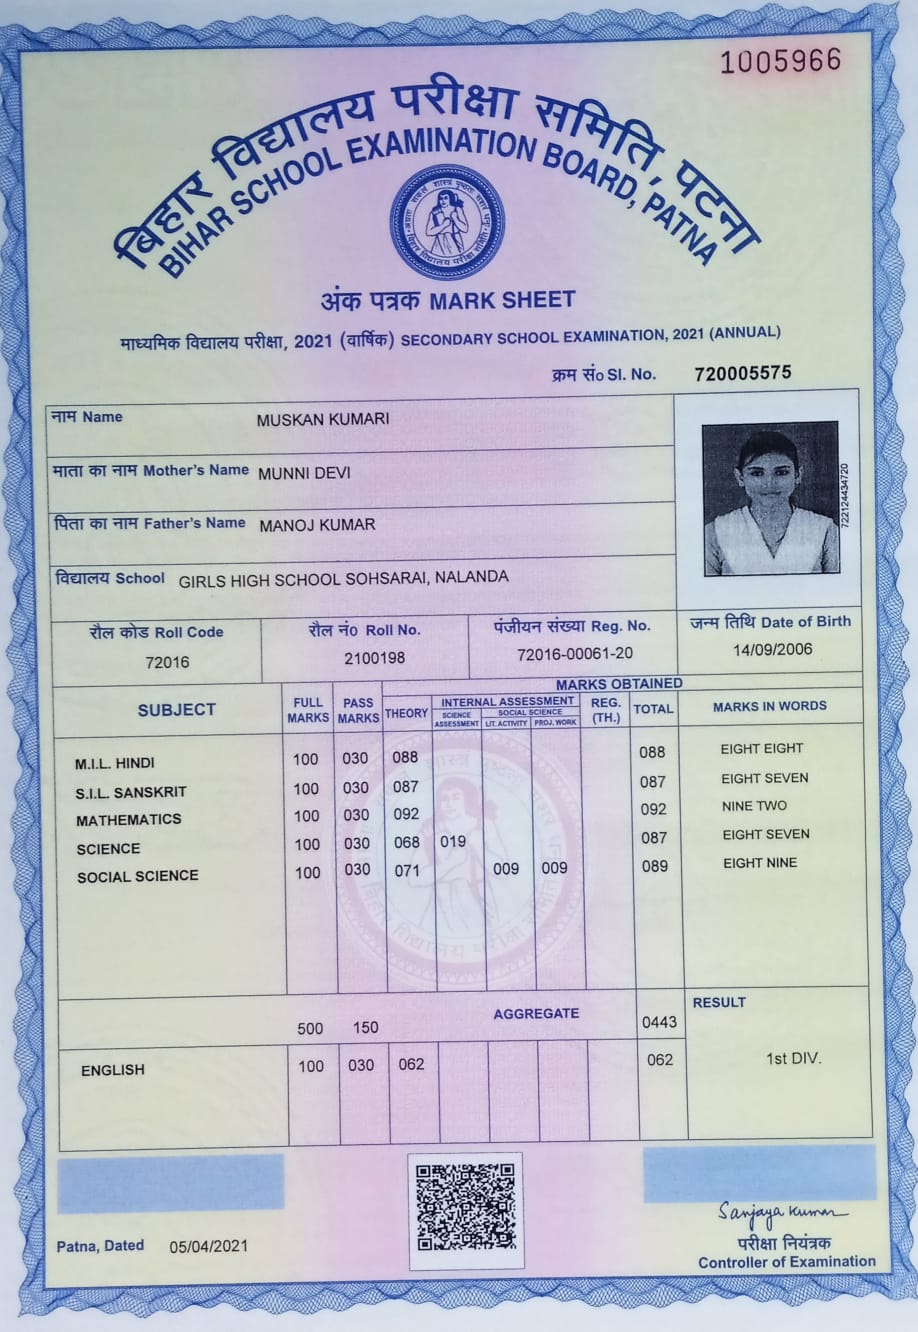 1005966
बिहार विद्यालय परीक्षा समिति, पटना
BIHAR SCHOOL EXAMINATION BOARD, PATNA
अंक पत्रक MARK SHEET
माध्यमिक विद्यालय परीक्षा, 2021 (वार्षिक) SECONDARY SCHOOL EXAMINATION, 2021 (ANNUAL)
क्रम सं० Sl. No. 720005575
नाम Name MUSKAN KUMARI
माता का नाम Mother's Name MUNNI DEVI
पिता का नाम Father's Name MANOJ KUMAR
विद्यालय School GIRLS HIGH SCHOOL SOHSARAI, NALANDA
722124434720
रौल कोड Roll Code रौल नं० Roll No. पंजीयन संख्या Reg. No. जन्म तिथि Date of Birth
72016 2100198 72016-00061-20 14/09/2006
SUBJECT FULL MARKS PASS MARKS MARKS OBTAINED
THEORY INTERNAL ASSESSMENT REG. (TH.) TOTAL MARKS IN WORDS
SCIENCE ASSESSMENT SOCIAL SCIENCE
LIT. ACTIVITY PROJ. WORK
M.I.L. HINDI 100 030 088 088 EIGHT EIGHT
S.I.L. SANSKRIT 100 030 087 087 EIGHT SEVEN
MATHEMATICS 100 030 092 092 NINE TWO
SCIENCE 100 030 068 019 087 EIGHT SEVEN
SOCIAL SCIENCE 100 030 071 009 009 089 EIGHT NINE
500 150 AGGREGATE 0443 RESULT
ENGLISH 100 030 062 062 1st DIV.
Sanjaya Kumar
Patna, Dated 05/04/2021
परीक्षा नियंत्रक
Controller of Examination